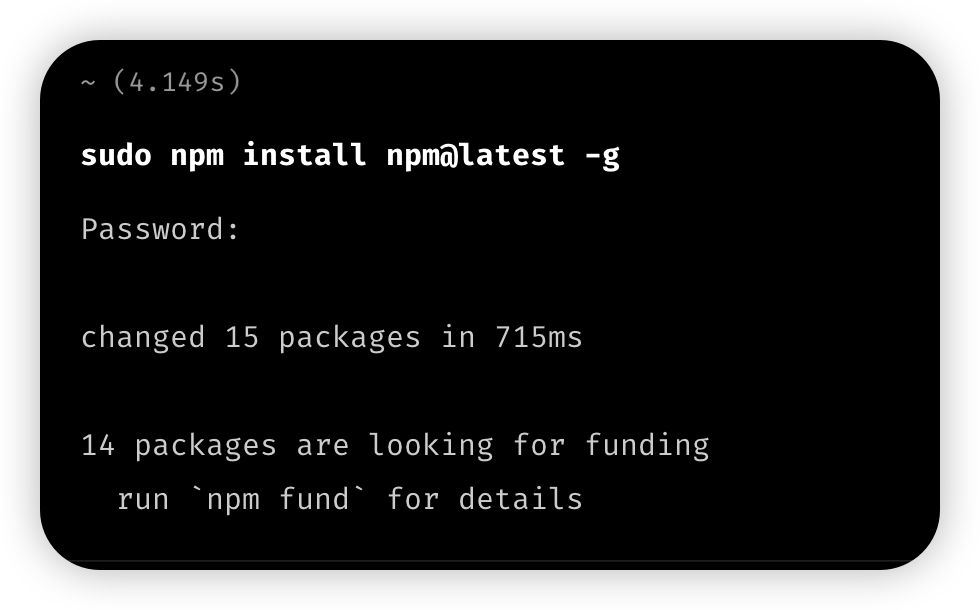 ~ (4.149s)
sudo npm install npm@latest -g
Password:
changed 15 packages in 715ms
14 packages are looking for funding
run `npm fund` for details